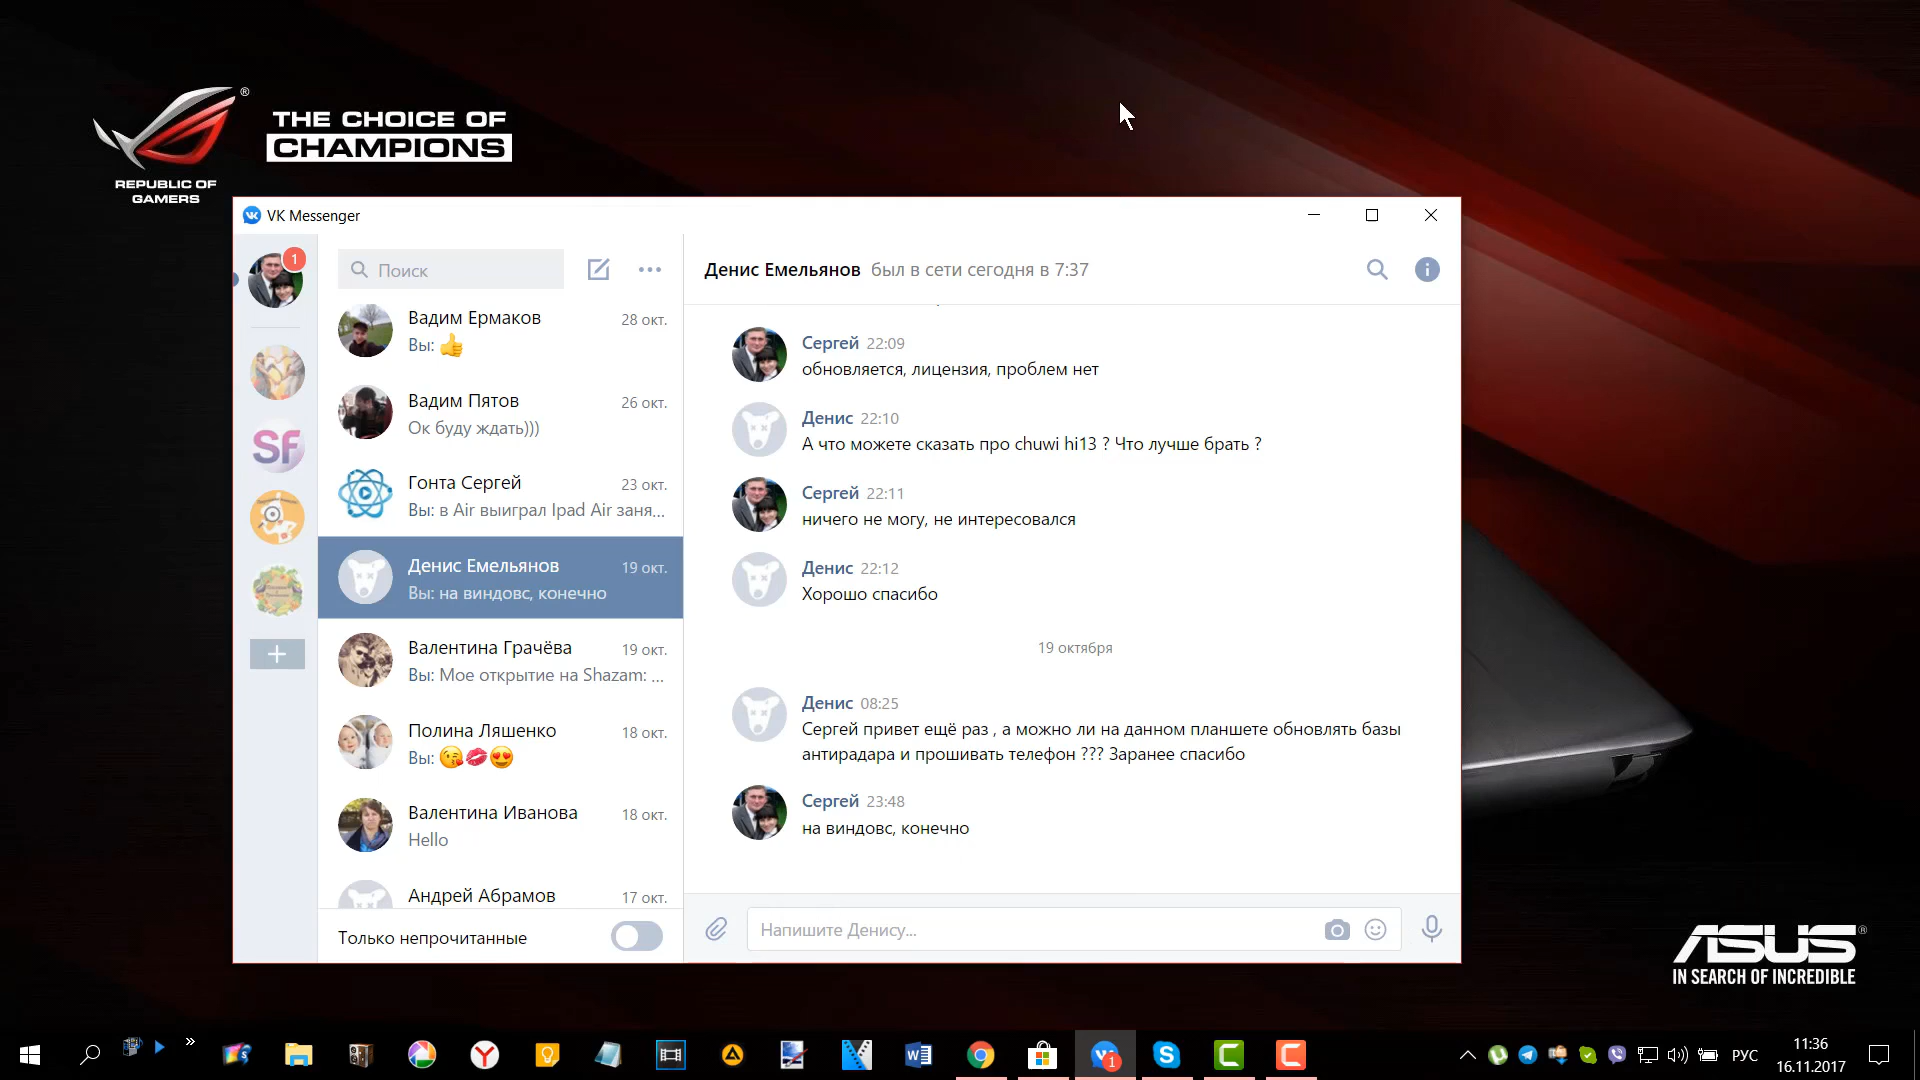 THE CHOICE OF
CHAMPIONS
REPUBLIC OF
GAMERS
®
VK Messenger
1
SF
Поиск
Вадим Ермаков 28 окт.
Вы: 👍
Вадим Пятов 26 окт.
Ок буду ждать)))
Гонта Сергей 23 окт.
Вы: в Air выиграл Ipad Air заня...
Денис Емельянов 19 окт.
Вы: на виндовс, конечно
Валентина Грачёва 19 окт.
Вы: Мое открытие на Shazam: ...
Полина Ляшенко 18 окт.
Вы: 😘💋😍
Валентина Иванова 18 окт.
Hello
Андрей Абрамов 17 окт.
Только непрочитанные
Денис Емельянов был в сети сегодня в 7:37
Сергей 22:09
обновляется, лицензия, проблем нет
Денис 22:10
А что можете сказать про chuwi hi13 ? Что лучше брать ?
Сергей 22:11
ничего не могу, не интересовался
Денис 22:12
Хорошо спасибо
19 октября
Денис 08:25
Сергей привет ещё раз , а можно ли на данном планшете обновлять базы
антирадара и прошивать телефон ??? Заранее спасибо
Сергей 23:48
на виндовс, конечно
Напишите Денису...
ASUS®
IN SEARCH OF INCREDIBLE
1
РУС
11:36
16.11.2017